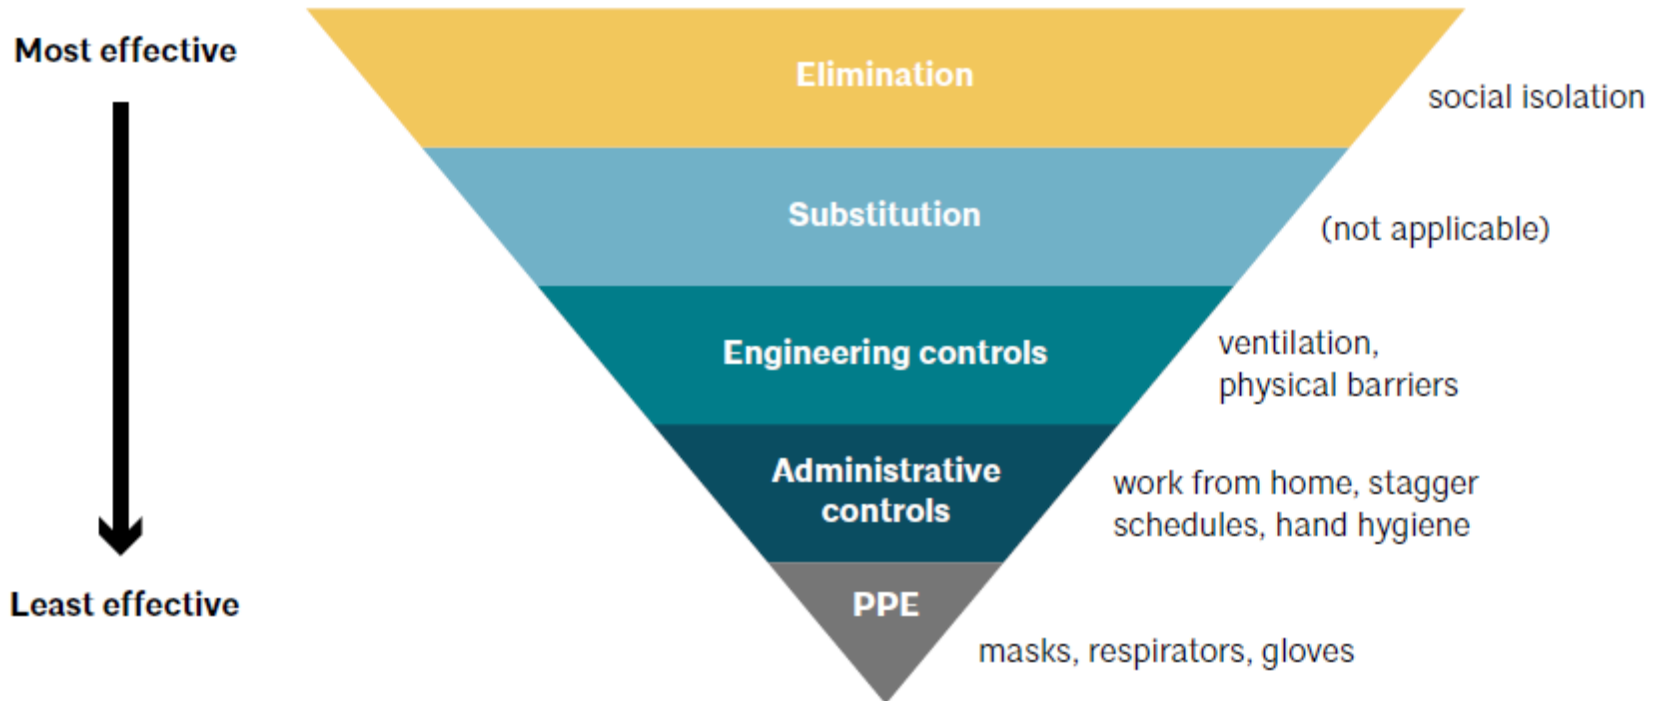 Most effective
Elimination
social isolation
Substitution
(not applicable)
Engineering controls
ventilation,
physical barriers
Administrative
controls
work from home, stagger
schedules, hand hygiene
Least effective
PPE
masks, respirators, gloves